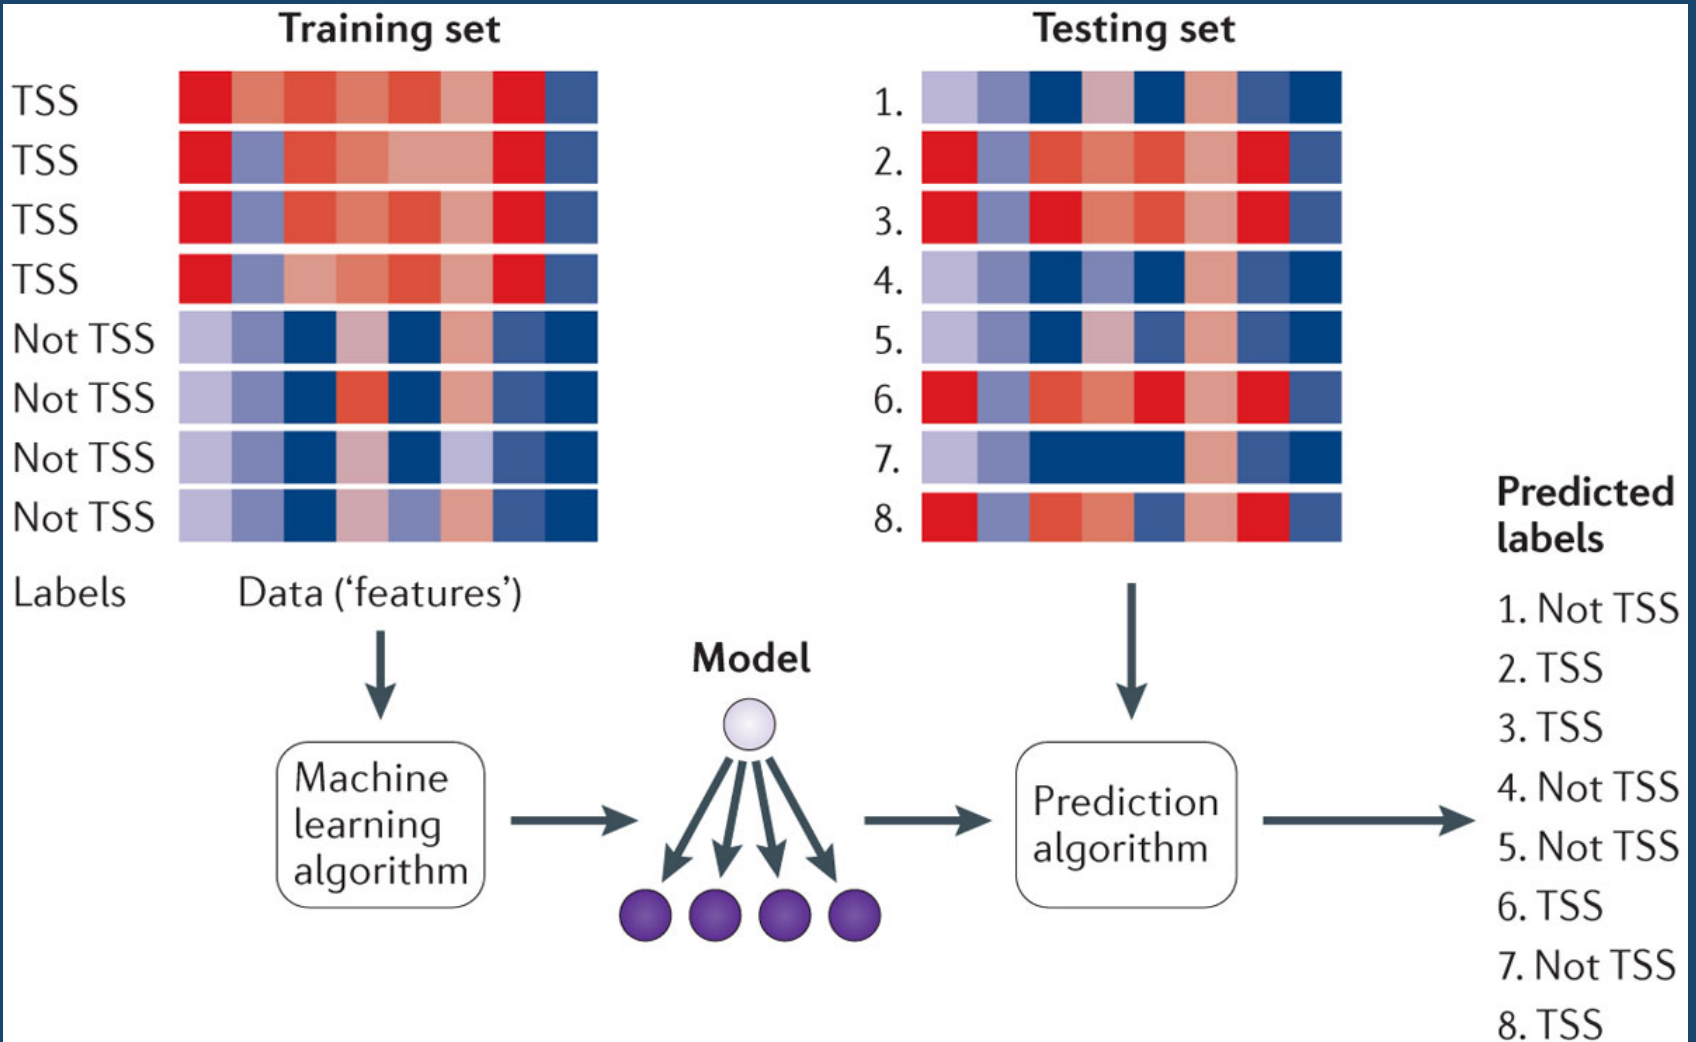 Training set
TSS
TSS
TSS
TSS
Not TSS
Not TSS
Not TSS
Not TSS
Labels
Data (‘features’)
Testing set
1.
2.
3.
4.
5.
6.
7.
8.
Machine
learning
algorithm
Model
Prediction
algorithm
Predicted
labels
1. Not TSS
2. TSS
3. TSS
4. Not TSS
5. Not TSS
6. TSS
7. Not TSS
8. TSS